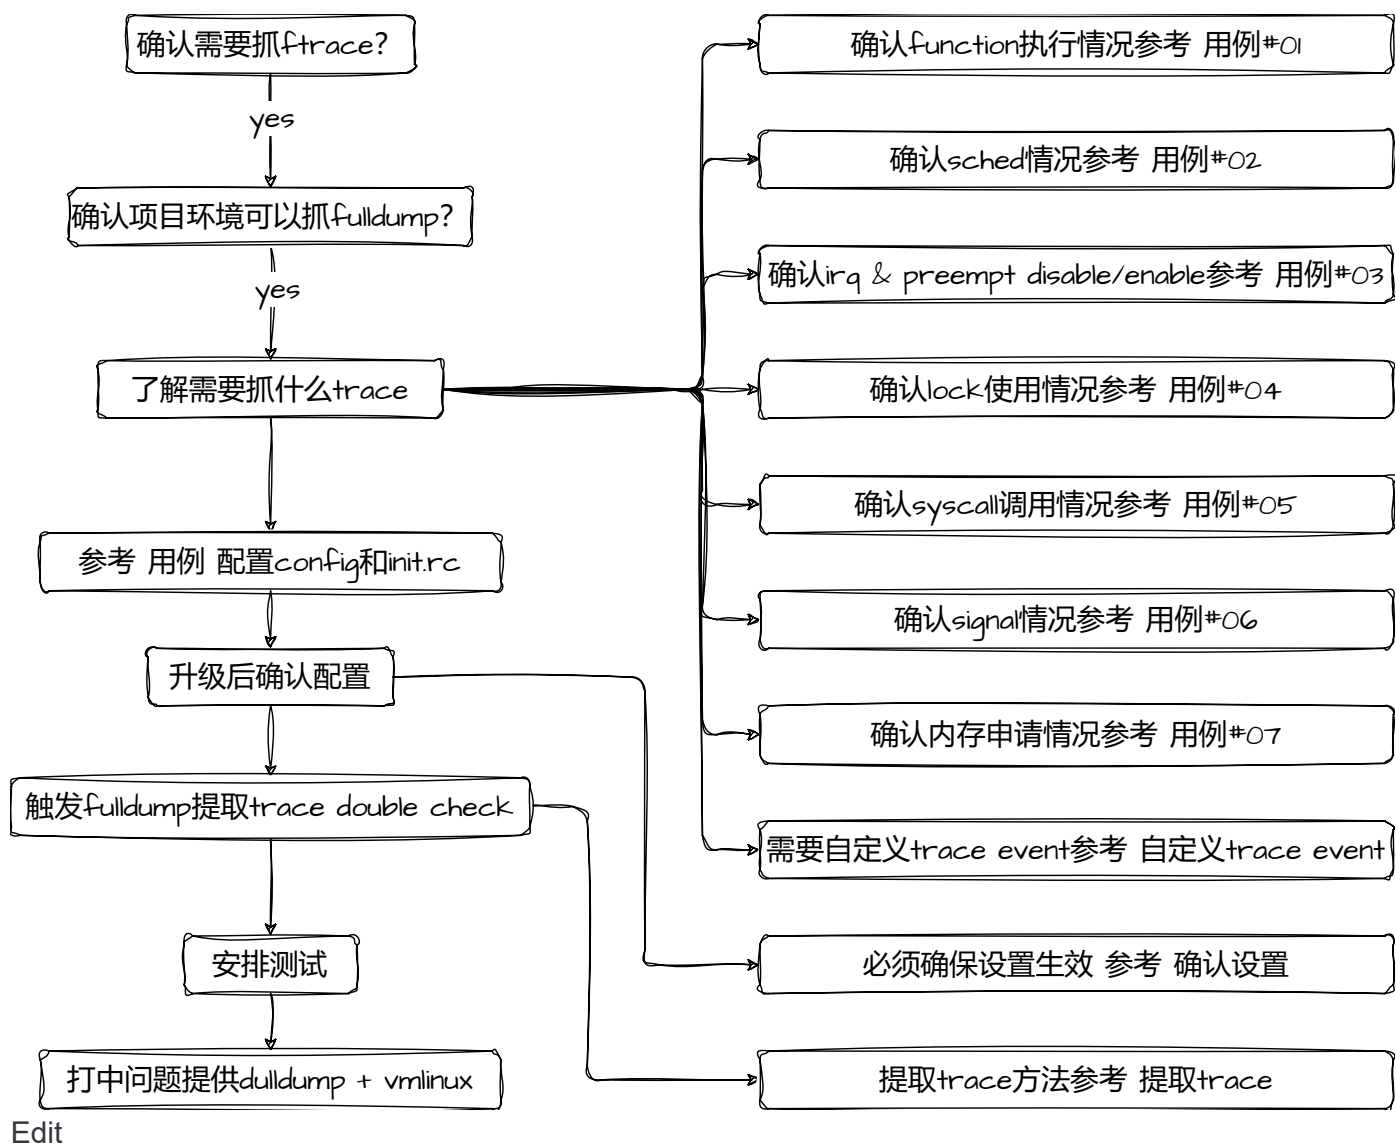 确认需要抓ftrace?
yes
确认项目环境可以抓fulldump?
yes
了解需要抓什么trace
参考 用例 配置config和init.rc
升级后确认配置
触发fulldump提取trace double check
安排测试
打中问题提供dulldump + vmlinux
确认function执行情况参考 用例#01
确认sched情况参考 用例#02
确认irq & preempt disable/enable参考 用例#03
确认lock使用情况参考 用例#04
确认syscall调用情况参考 用例#05
确认signal情况参考 用例#06
确认内存申请情况参考 用例#07
需要自定义trace event参考 自定义trace event
必须确保设置生效 参考 确认设置
提取trace方法参考 提取trace
Edit